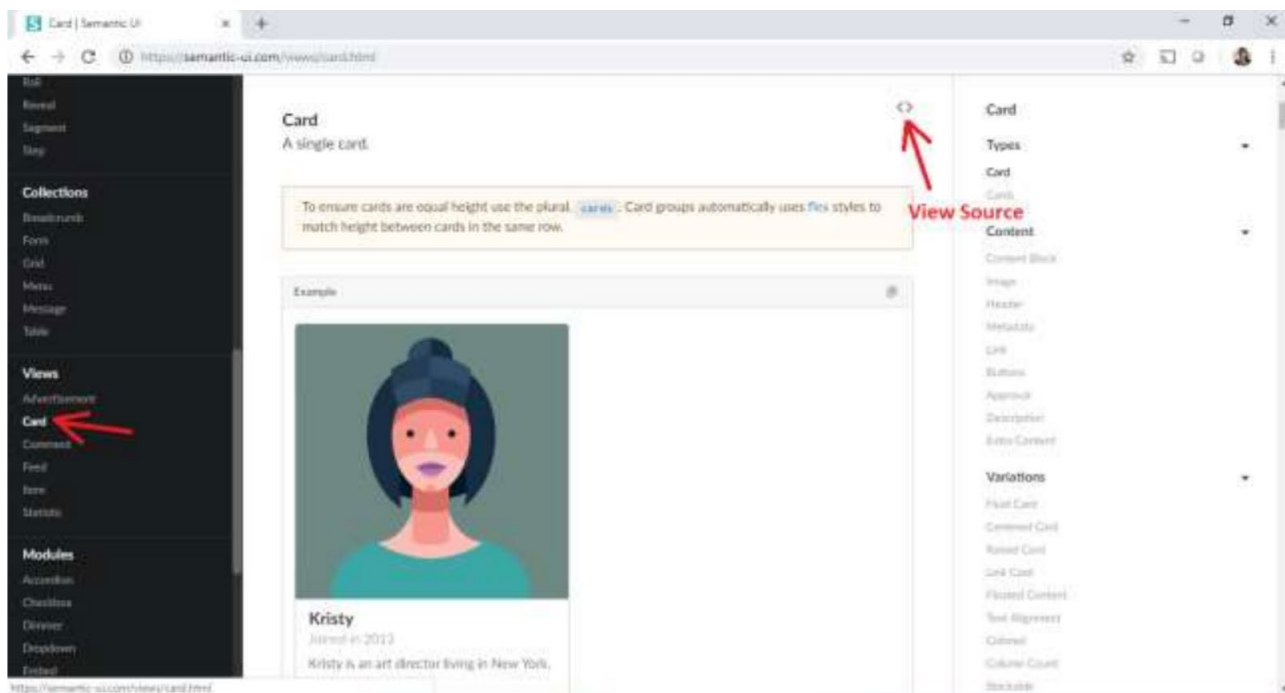 Card | Semantic UI
https://semantic-ui.com/views/card.html
Rail
Reveal
Segment
Step
Collections
Breadcrumb
Form
Grid
Menu
Message
Table
Views
Advertisement
Card
Comment
Feed
Item
Statistic
Modules
Accordion
Checkbox
Dimmer
Dropdown
Embed
https://semantic-ui.com/views/card.html
Card
A single card.
<>
View Source
To ensure cards are equal height use the plural cards. Card groups automatically uses flex styles to
match height between cards in the same row.
Example
Kristy
Joined in 2013
Kristy is an art director living in New York.
Card
Types
Card
Cards
Content
Content Block
Image
Header
Metadata
Link
Buttons
Approval
Description
Extra Content
Variations
Fluid Card
Centered Card
Raised Card
Link Card
Floated Content
Text Alignment
Colored
Column Count
Stackable